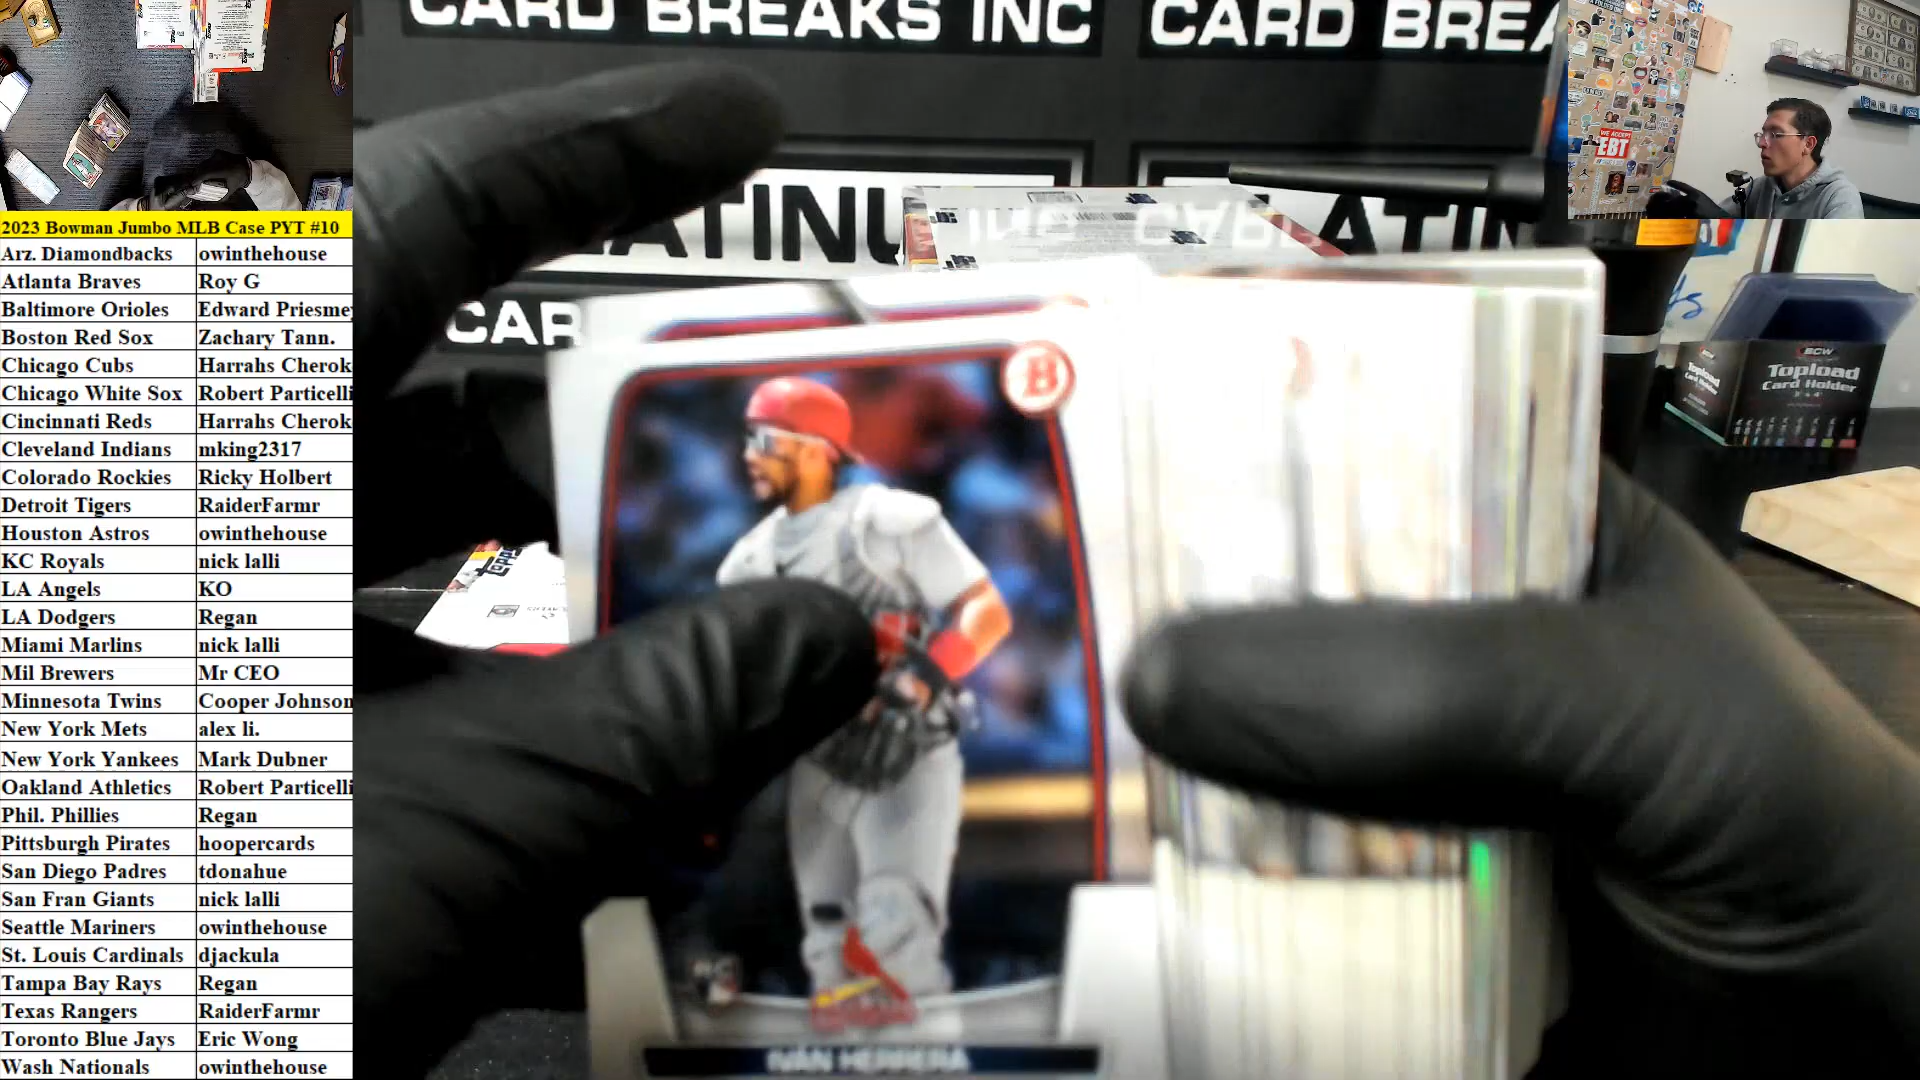 CARD BREAKS INC CARD BREA
WE ACCEPT
EBT
LATINU
LATIN
CAR
BCW
Topload
Card Holder
2023 Bowman Jumbo MLB Case PYT #10
Arz. Diamondbacks owinthehouse
Atlanta Braves Roy G
Baltimore Orioles Edward Priesmey
Boston Red Sox Zachary Tann.
Chicago Cubs Harrahs Cherok
Chicago White Sox Robert Particelli
Cincinnati Reds Harrahs Cherok
Cleveland Indians mking2317
Colorado Rockies Ricky Holbert
Detroit Tigers RaiderFarmr
Houston Astros owinthehouse
KC Royals nick lalli
LA Angels KO
LA Dodgers Regan
Miami Marlins nick lalli
Mil Brewers Mr CEO
Minnesota Twins Cooper Johnson
New York Mets alex li.
New York Yankees Mark Dubner
Oakland Athletics Robert Particelli
Phil. Phillies Regan
Pittsburgh Pirates hoopercards
San Diego Padres tdonahue
San Fran Giants nick lalli
Seattle Mariners owinthehouse
St. Louis Cardinals djackula
Tampa Bay Rays Regan
Texas Rangers RaiderFarmr
Toronto Blue Jays Eric Wong
Wash Nationals owinthehouse
B
IVÁN HERRERA